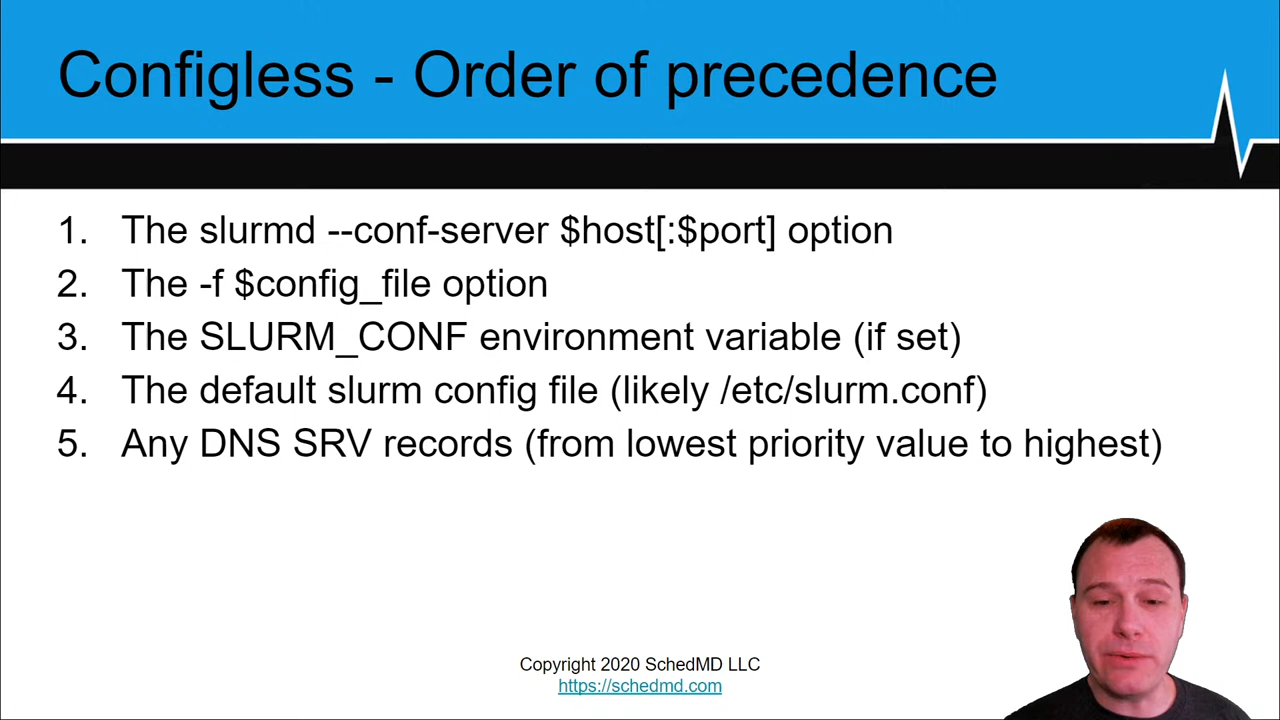 Configless - Order of precedence
1. The slurmd --conf-server $host[:$port] option
2. The -f $config_file option
3. The SLURM_CONF environment variable (if set)
4. The default slurm config file (likely /etc/slurm.conf)
5. Any DNS SRV records (from lowest priority value to highest)
Copyright 2020 SchedMD LLC
https://schedmd.com